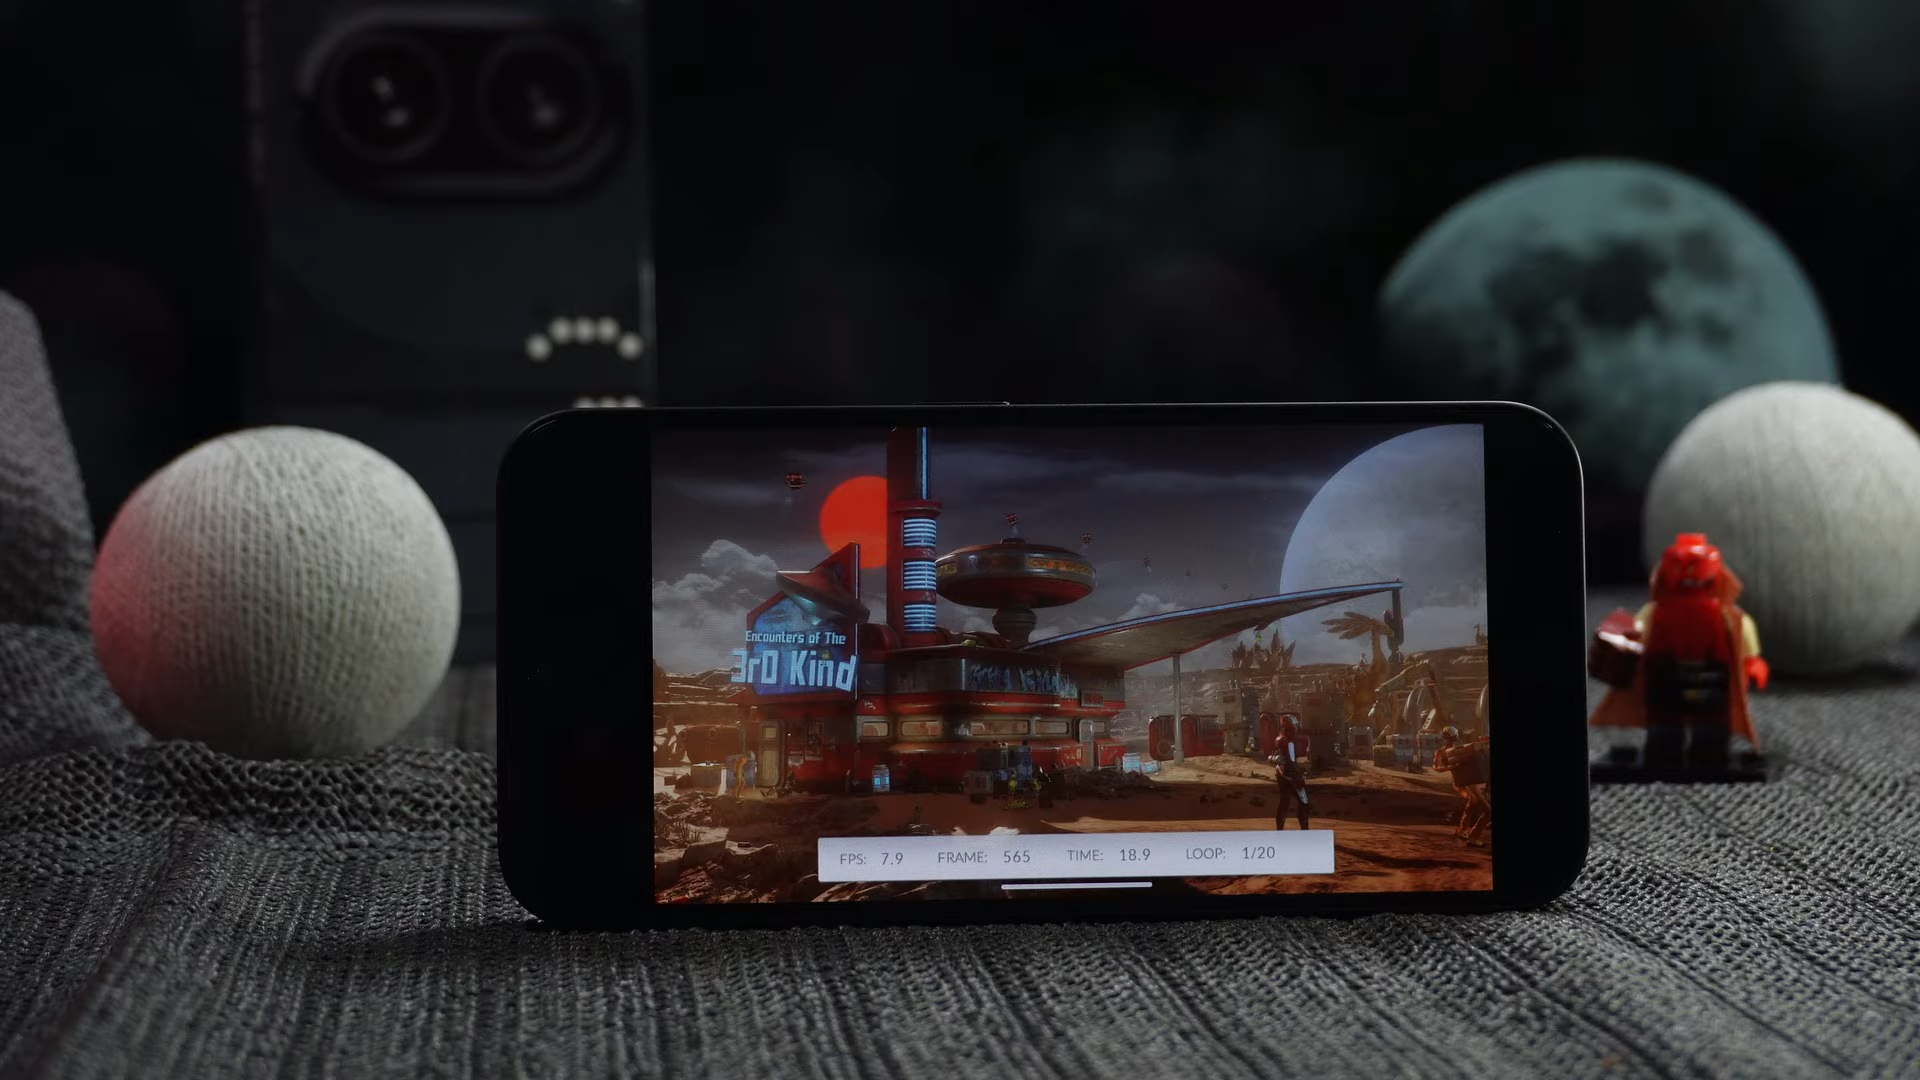 Encounters of The
3rD Kind
FPS: 7.9 FRAME: 565 TIME: 18.9 LOOP: 1/20